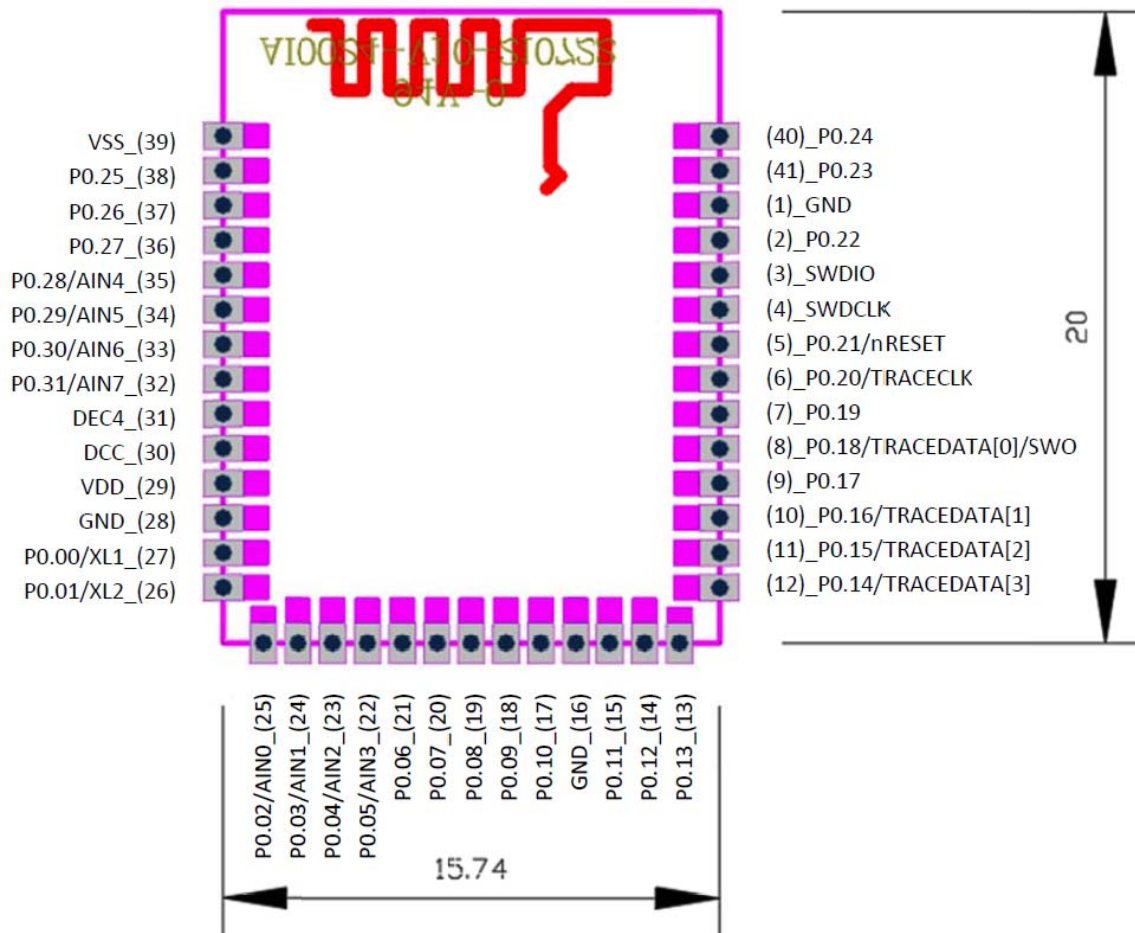 VSS_(39)
P0.25_(38)
P0.26_(37)
P0.27_(36)
P0.28/AIN4_(35)
P0.29/AIN5_(34)
P0.30/AIN6_(33)
P0.31/AIN7_(32)
DEC4_(31)
DCC_(30)
VDD_(29)
GND_(28)
P0.00/XL1_(27)
P0.01/XL2_(26)
P0.02/AIN0_(25)
P0.03/AIN1_(24)
P0.04/AIN2_(23)
P0.05/AIN3_(22)
P0.06_(21)
P0.07_(20)
P0.08_(19)
P0.09_(18)
P0.10_(17)
GND_(16)
P0.11_(15)
P0.12_(14)
P0.13_(13)
(40)_P0.24
(41)_P0.23
(1)_GND
(2)_P0.22
(3)_SWDIO
(4)_SWDCLK
(5)_P0.21/nRESET
(6)_P0.20/TRACECLK
(7)_P0.19
(8)_P0.18/TRACEDATA[0]/SWO
(9)_P0.17
(10)_P0.16/TRACEDATA[1]
(11)_P0.15/TRACEDATA[2]
(12)_P0.14/TRACEDATA[3]
20
15.74